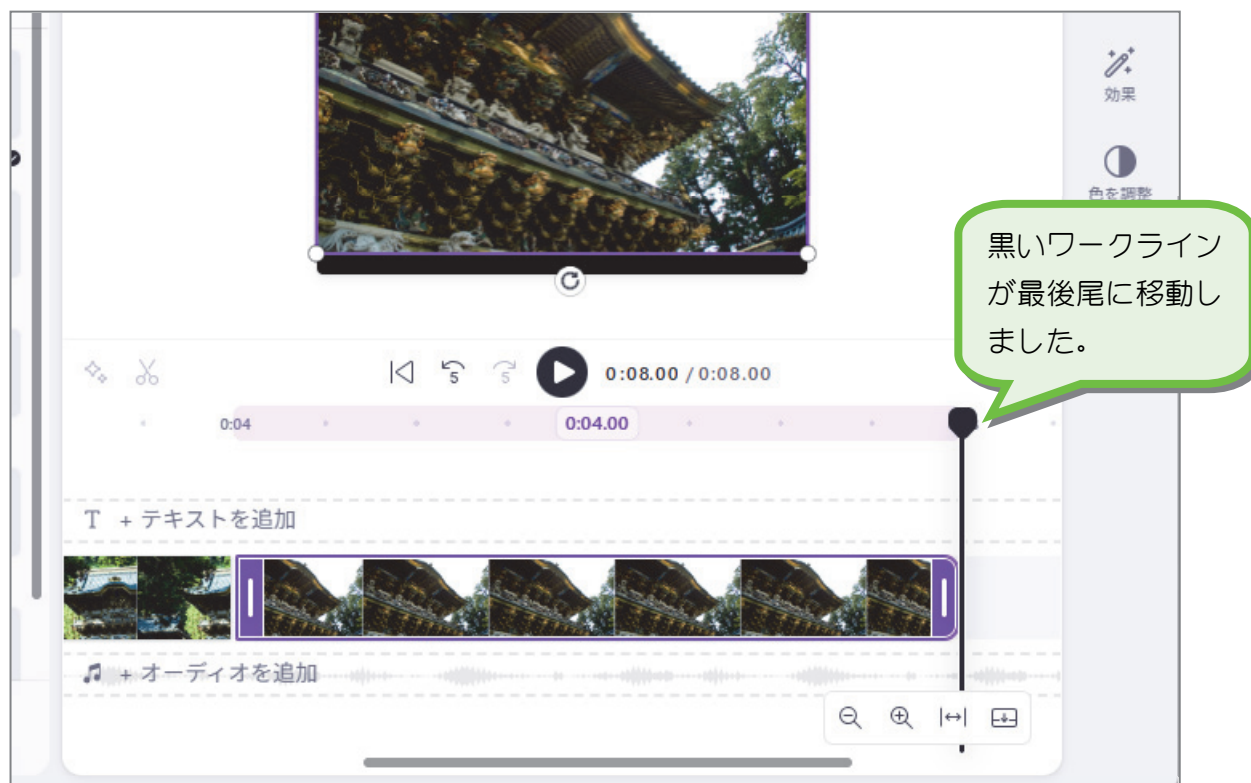 効果
色を調整
黒いワークライン
が最後尾に移動し
ました。
5
5
0:08.00 / 0:08.00
0:04
0:04.00
T + テキストを追加
+ オーディオを追加